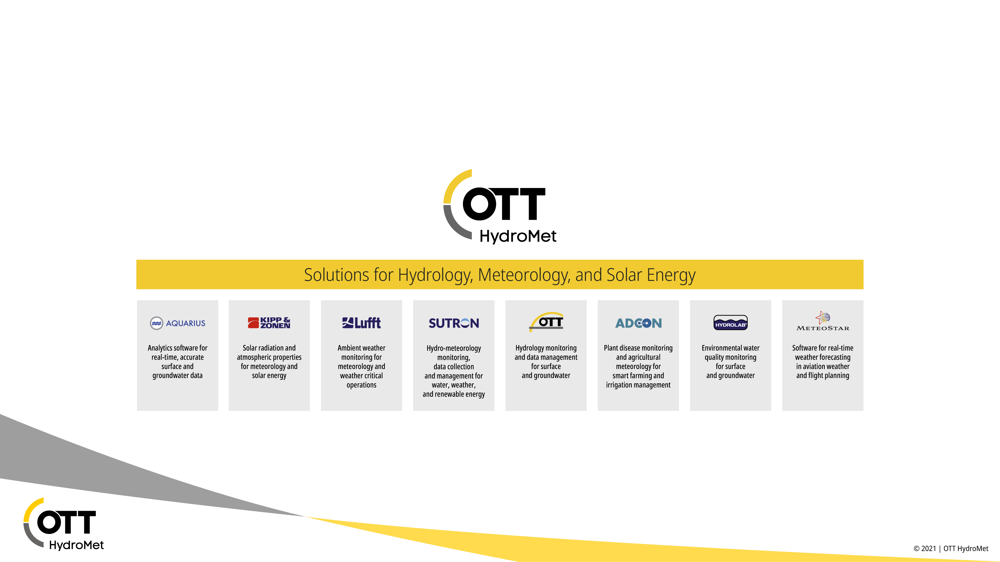 OTT
HydroMet
Solutions for Hydrology, Meteorology, and Solar Energy
AQUARIUS
Analytics software for
real-time, accurate
surface and
groundwater data
KIPP &
ZONEN
Solar radiation and
atmospheric properties
for meteorology and
solar energy
Lufft
Ambient weather
monitoring for
meteorology and
weather critical
operations
SUTRON
Hydro-meteorology
monitoring,
data collection
and management for
water, weather,
and renewable energy
OTT
Hydrology monitoring
and data management
for surface
and groundwater
ADCON
Plant disease monitoring
and agricultural
meteorology for
smart farming and
irrigation management
HYDROLAB®
Environmental water
quality monitoring
for surface
and groundwater
METEOSTAR
Software for real-time
weather forecasting
in aviation weather
and flight planning
OTT
HydroMet
© 2021 | OTT HydroMet